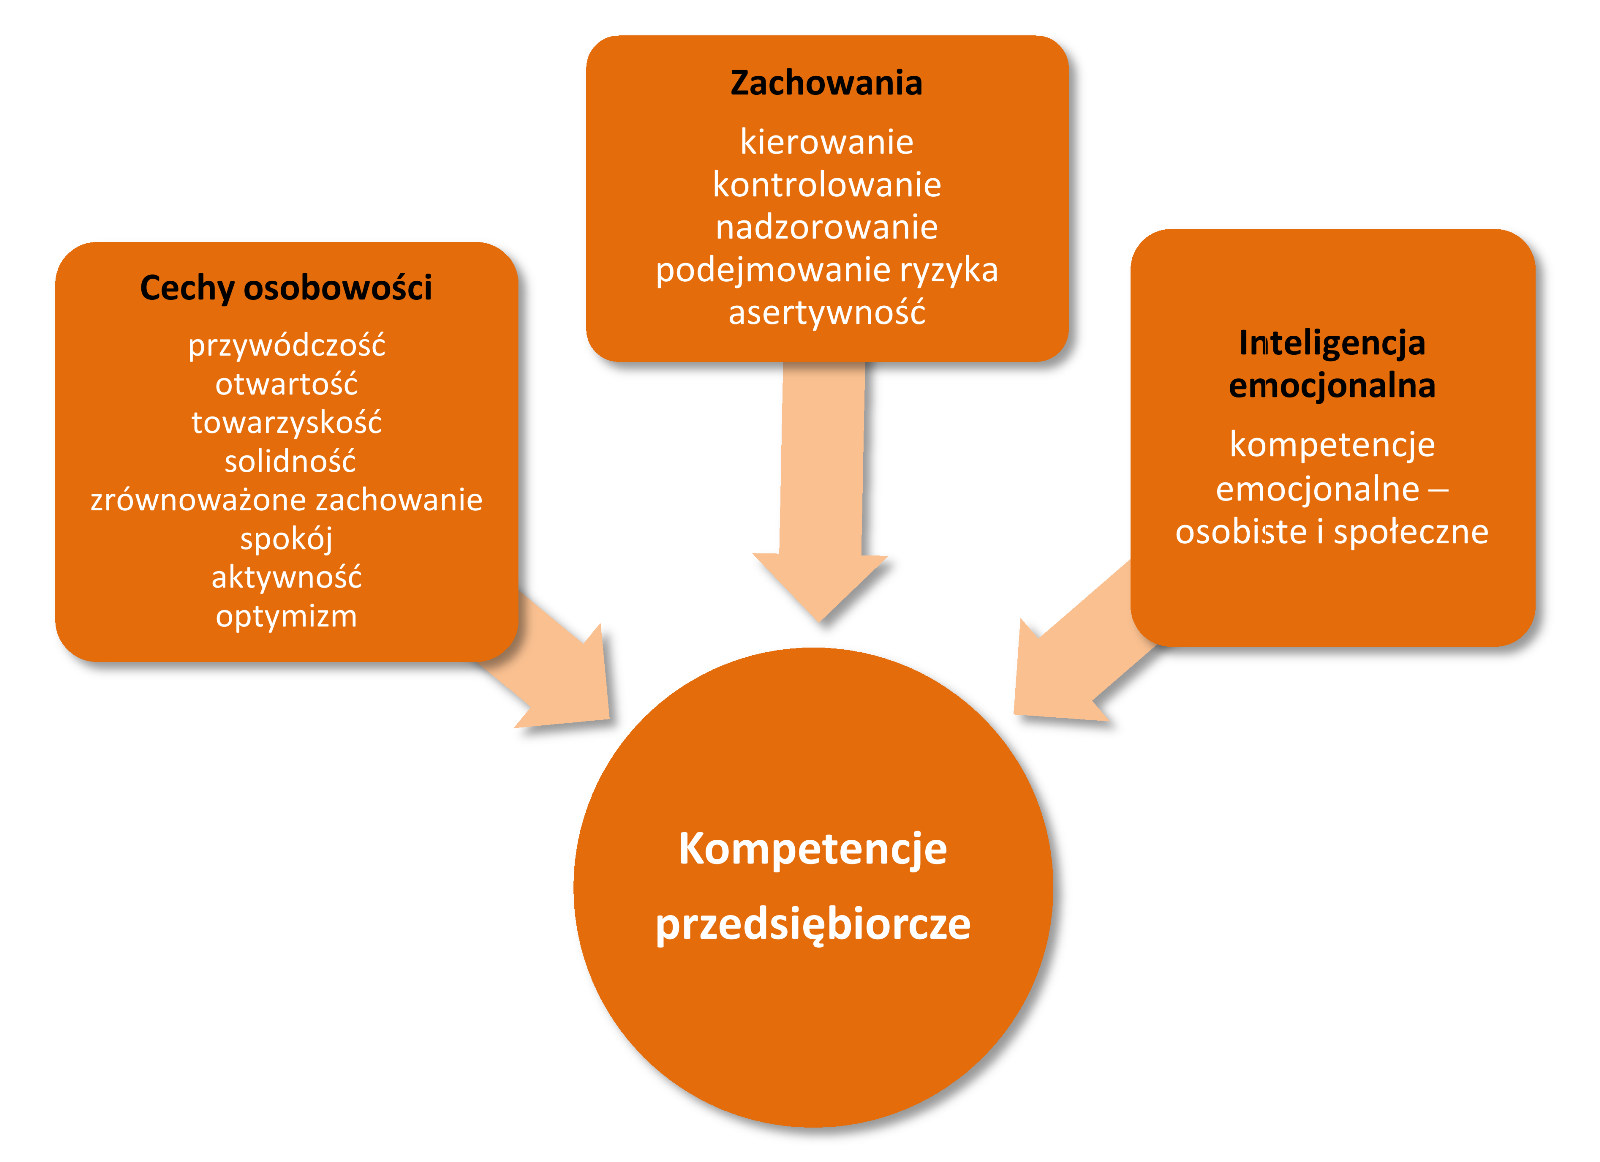 Zachowania
kierowanie
kontrolowanie
nadzorowanie
podejmowanie ryzyka
asertywność
Cechy osobowości
przywódczość
otwartość
towarzyskość
solidność
zrównoważone zachowanie
spokój
aktywność
optymizm
Inteligencja
emocjonalna
kompetencje
emocjonalne –
osobiste i społeczne
Kompetencje
przedsiębiorcze